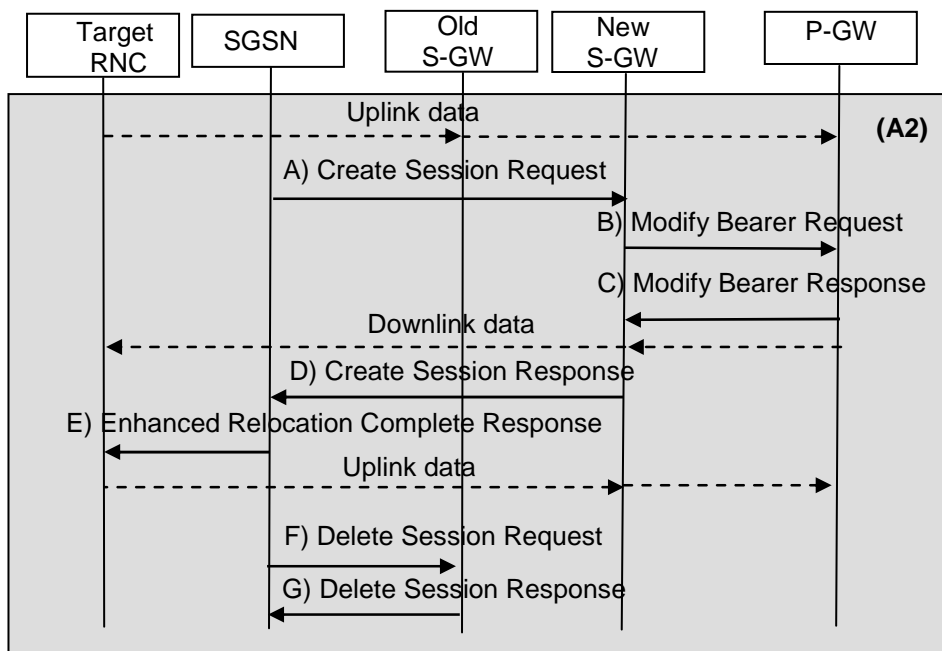 Target
RNC
SGSN
Old
S-GW
New
S-GW
P-GW
Uplink data
(A2)
A) Create Session Request
B) Modify Bearer Request
C) Modify Bearer Response
Downlink data
D) Create Session Response
E) Enhanced Relocation Complete Response
Uplink data
F) Delete Session Request
G) Delete Session Response